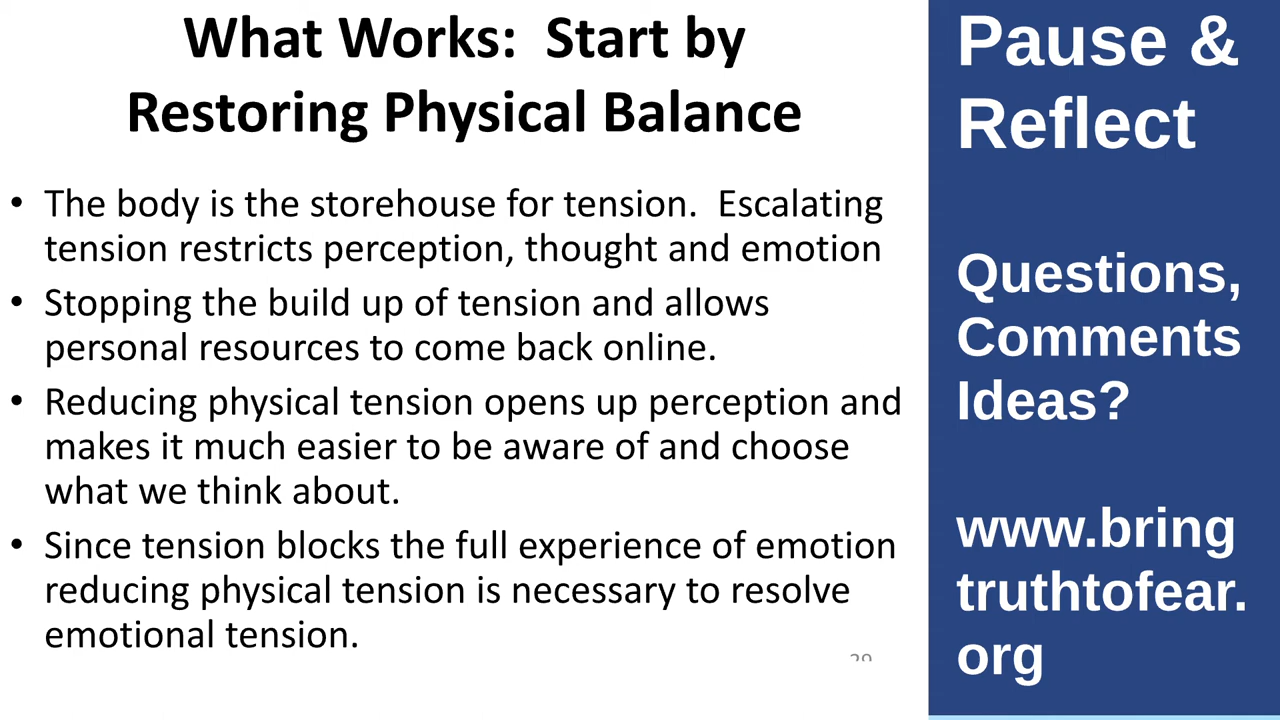 What Works:  Start by
Restoring Physical Balance
• The body is the storehouse for tension.  Escalating
tension restricts perception, thought and emotion
• Stopping the build up of tension and allows
personal resources to come back online.
• Reducing physical tension opens up perception and
makes it much easier to be aware of and choose
what we think about.
• Since tension blocks the full experience of emotion
reducing physical tension is necessary to resolve
emotional tension.
Pause &
Reflect
Questions,
Comments
Ideas?
www.bring
truthtofear.
org